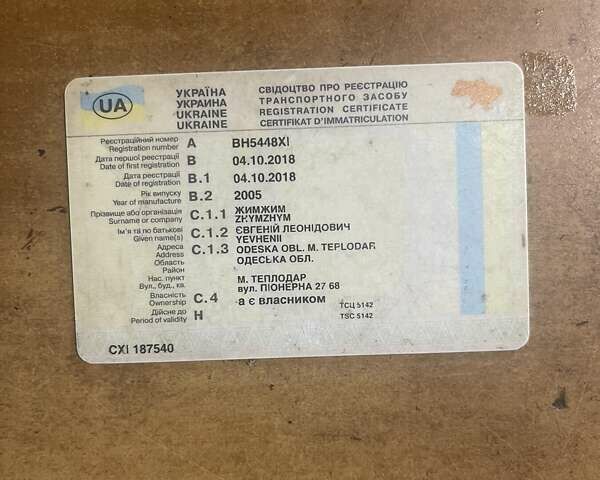 UA
УКРАЇНА
УКРАИНА
UKRAINE
UKRAINE
СВІДОЦТВО ПРО РЕЄСТРАЦІЮ
ТРАНСПОРТНОГО ЗАСОБУ
REGISTRATION CERTIFICATE
CERTIFIKAT D'IMMATRICULATION
Реєстраційний номер A BH5448XI
Registration number
Дата першої реєстрації B 04.10.2018
Date of first registration
Дата реєстрації B.1 04.10.2018
Date of registration
Рік випуску B.2 2005
Year of manufacture
Прізвище або організація C.1.1 ЖИМЖИМ
Surname or company ZHYMZHYM
Ім'я та по батькові C.1.2 ЄВГЕНІЙ ЛЕОНІДОВИЧ
Given name(s) YEVHENII
Адреса C.1.3 ODESKA OBL. M. TEPLODAR
Address
Область ОДЕСЬКА ОБЛ.
Район
Нас. пункт М. ТЕПЛОДАР
Вул., буд., кв. вул. ПІОНЕРНА 27 68
Власність C.4 а є власником ТСЦ 5142
Ownership
Дійсне до H TSC 5142
Period of validity
CXI 187540